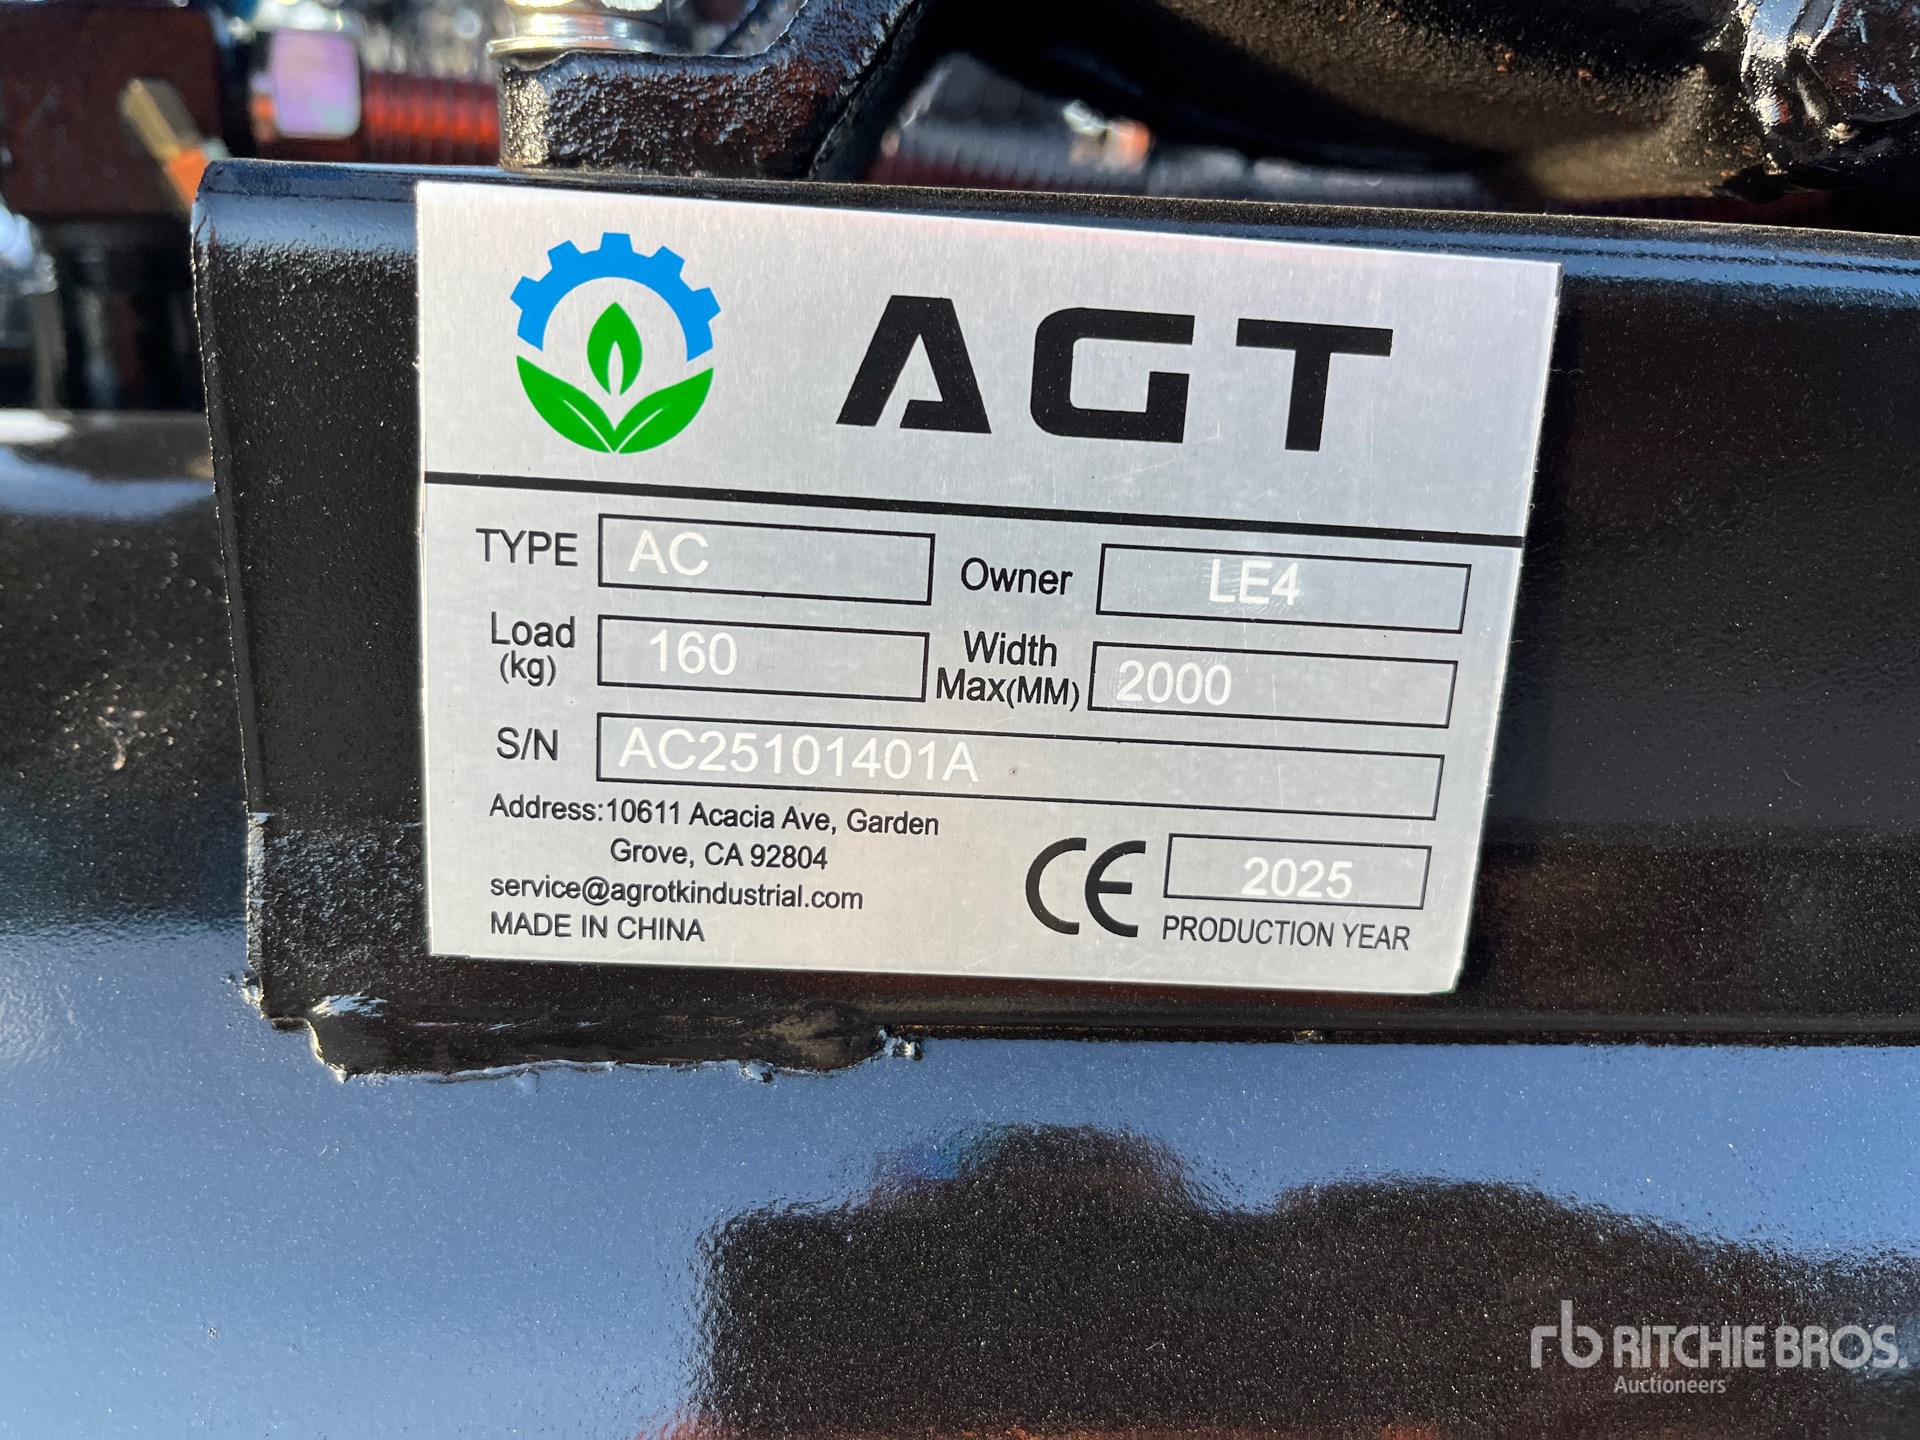 AGT
TYPE AC Owner LE4
Load (kg) 160 Width Max(MM) 2000
S/N AC25101401A
Address:10611 Acacia Ave, Garden
Grove, CA 92804
service@agrotkindustrial.com
MADE IN CHINA
CE 2025
PRODUCTION YEAR
rb RITCHIE BROS.
Auctioneers